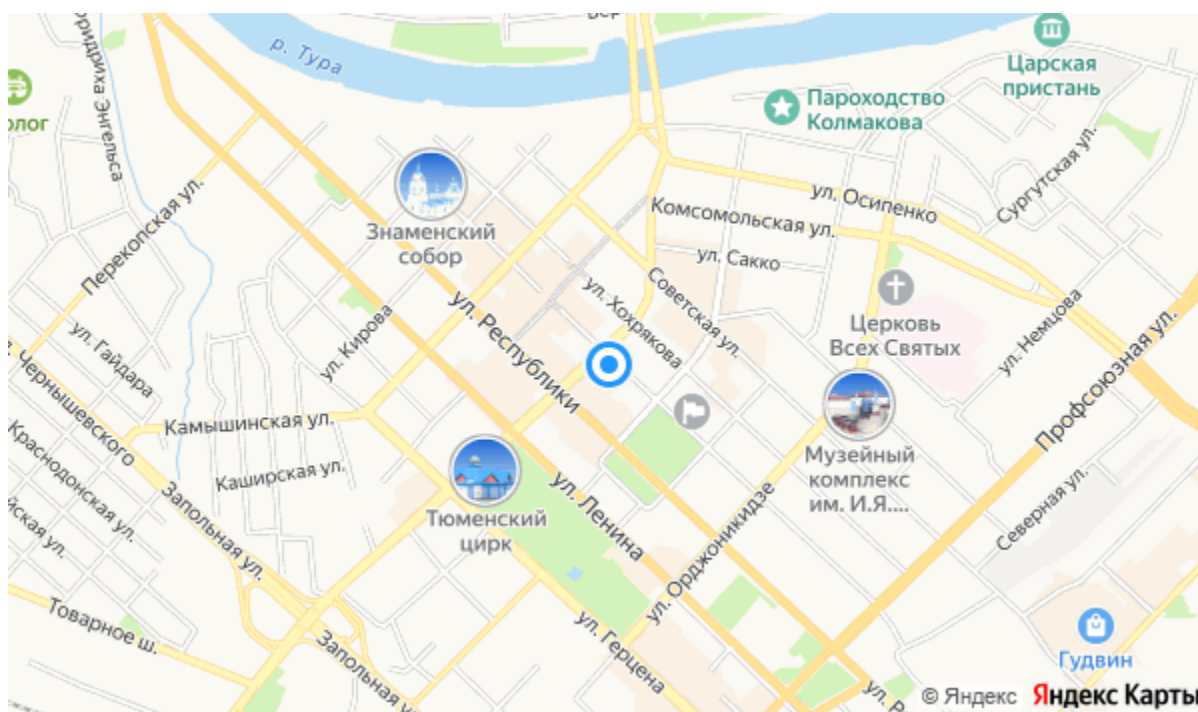 р. Тура
Царская
пристань
Пароходство
Колмакова
Фридриха Энгельса
олог
Сургутская ул.
ул. Осипенко
Перекопская ул.
Комсомольская ул.
Знаменский
собор
ул. Сакко
Советская ул.
ул. Хохрякова
ул. Республики
ул. Кирова
ул. Гайдара
Церковь
Всех Святых
ул. Немцова
Профсоюзная ул.
Чернышевского
Камышинская ул.
Каширская ул.
Краснодонская ул.
Запольная ул.
Тюменский
цирк
ул. Ленина
Музейный
комплекс
им. И.Я....
ул. Орджоникидзе
Северная ул.
Товарное ш.
Запольная ул.
ул. Герцена
Гудвин
© Яндекс Яндекс Карты